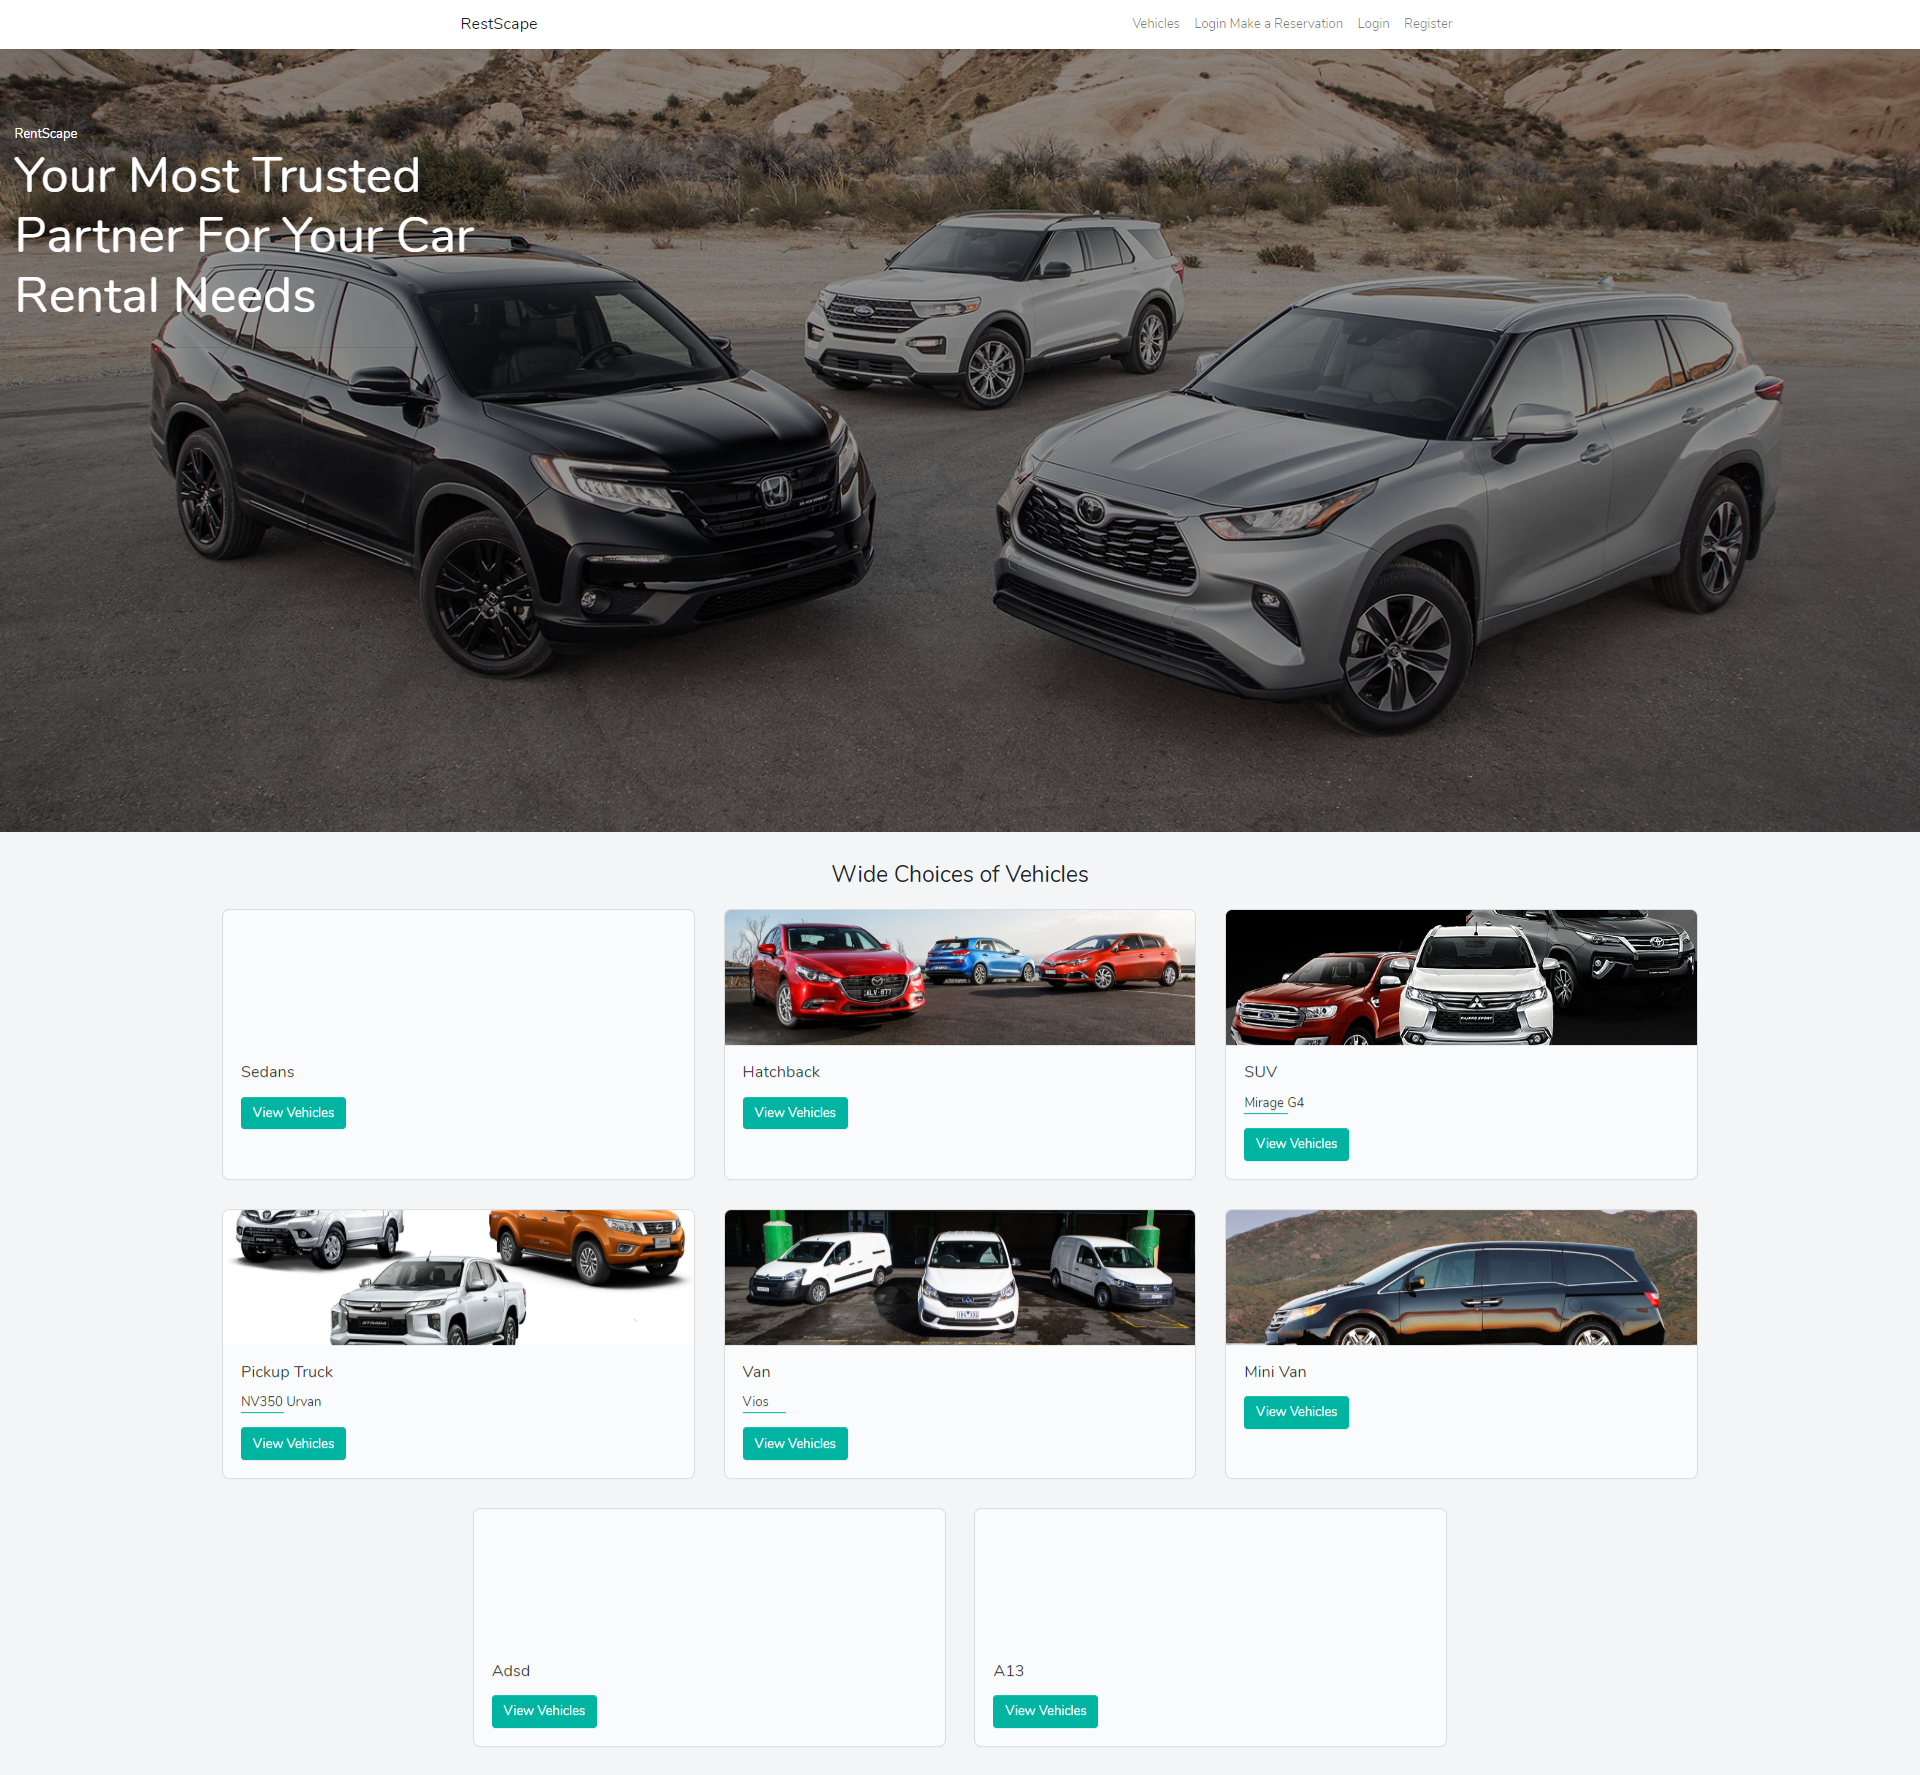 RestScape
Vehicles
Login Make a Reservation
Login
Register
RentScape
Your Most Trusted
Partner For Your Car
Rental Needs
Wide Choices of Vehicles
Sedans
View Vehicles
Hatchback
View Vehicles
SUV
Mirage G4
View Vehicles
Pickup Truck
NV350 Urvan
View Vehicles
Van
Vios
View Vehicles
Mini Van
View Vehicles
Adsd
View Vehicles
A13
View Vehicles